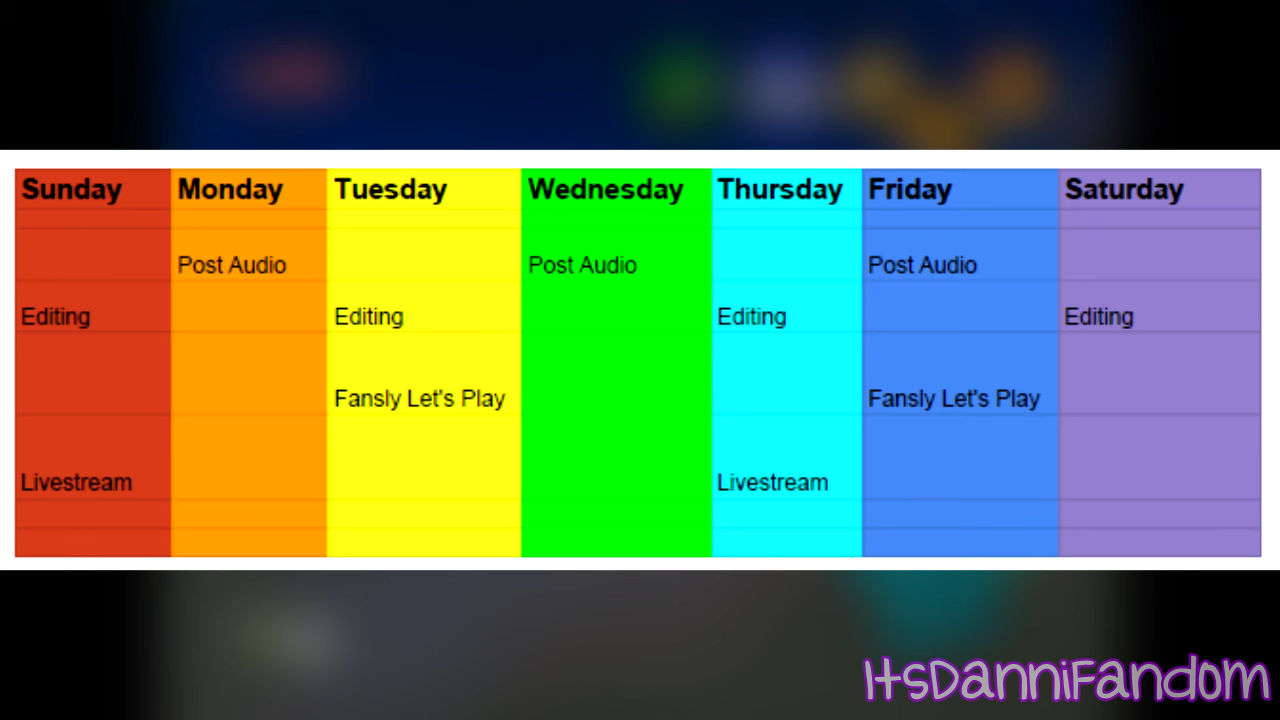 Sunday Monday Tuesday Wednesday Thursday Friday Saturday
Post Audio Post Audio Post Audio
Editing Editing Editing Editing
Fansly Let's Play Fansly Let's Play
Livestream Livestream
ItsDanniFandom